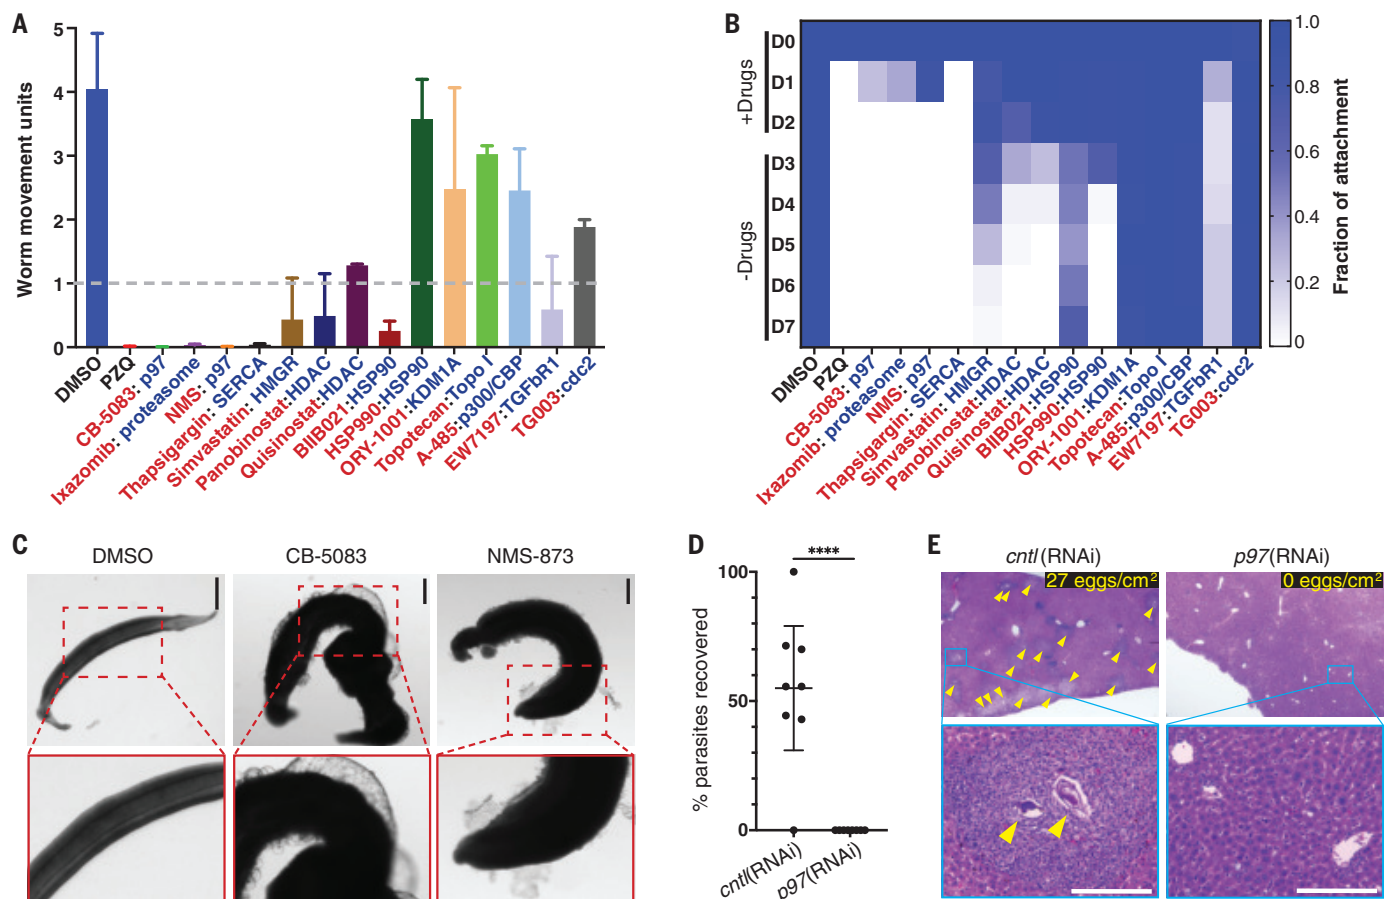 A
Worm movement units
5
4
3
2
1
0
DMSO
PZQ
CB-5083: p97
Ixazomib: proteasome
NMS: p97
Thapsigargin: SERCA
Simvastatin: HMGR
Panobinostat:HDAC
Quisinostat:HDAC
BIIB021:HSP90
HSP990:HSP90
ORY-1001:KDM1A
Topotecan:Topo I
A-485:p300/CBP
EW7197:TGFbR1
TG003:cdc2
B
+Drugs
-Drugs
D0
D1
D2
D3
D4
D5
D6
D7
DMSO
PZQ
CB-5083: p97
Ixazomib: proteasome
NMS: p97
Thapsigargin: SERCA
Simvastatin: HMGR
Panobinostat:HDAC
Quisinostat:HDAC
BIIB021:HSP90
HSP990:HSP90
ORY-1001:KDM1A
Topotecan:Topo I
A-485:p300/CBP
EW7197:TGFbR1
TG003:cdc2
1.0
0.8
0.6
0.4
0.2
0
Fraction of attachment
C
DMSO
CB-5083
NMS-873
D
****
% parasites recovered
100
50
0
cntl(RNAi)
p97(RNAi)
E
cntl(RNAi)
p97(RNAi)
27 eggs/cm²
0 eggs/cm²